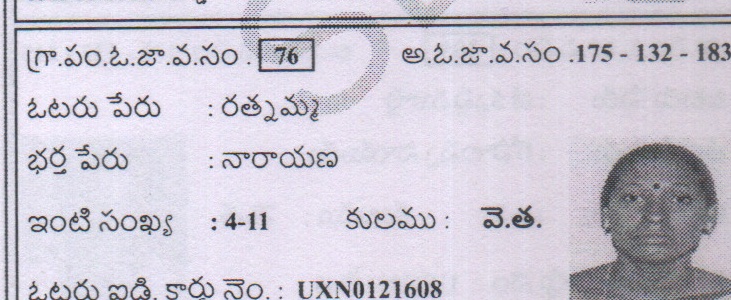 గ్రా.పం.ఓ.జా.వ.సం . 76 అ.ఓ.జా.వ.సం .175 - 132 - 183
ఓటరు పేరు : రత్నమ్మ
భర్త పేరు : నారాయణ
ఇంటి సంఖ్య : 4-11 కులము : వె.త.
ఓటరు ఐడి. కార్డు నెం. : UXN0121608